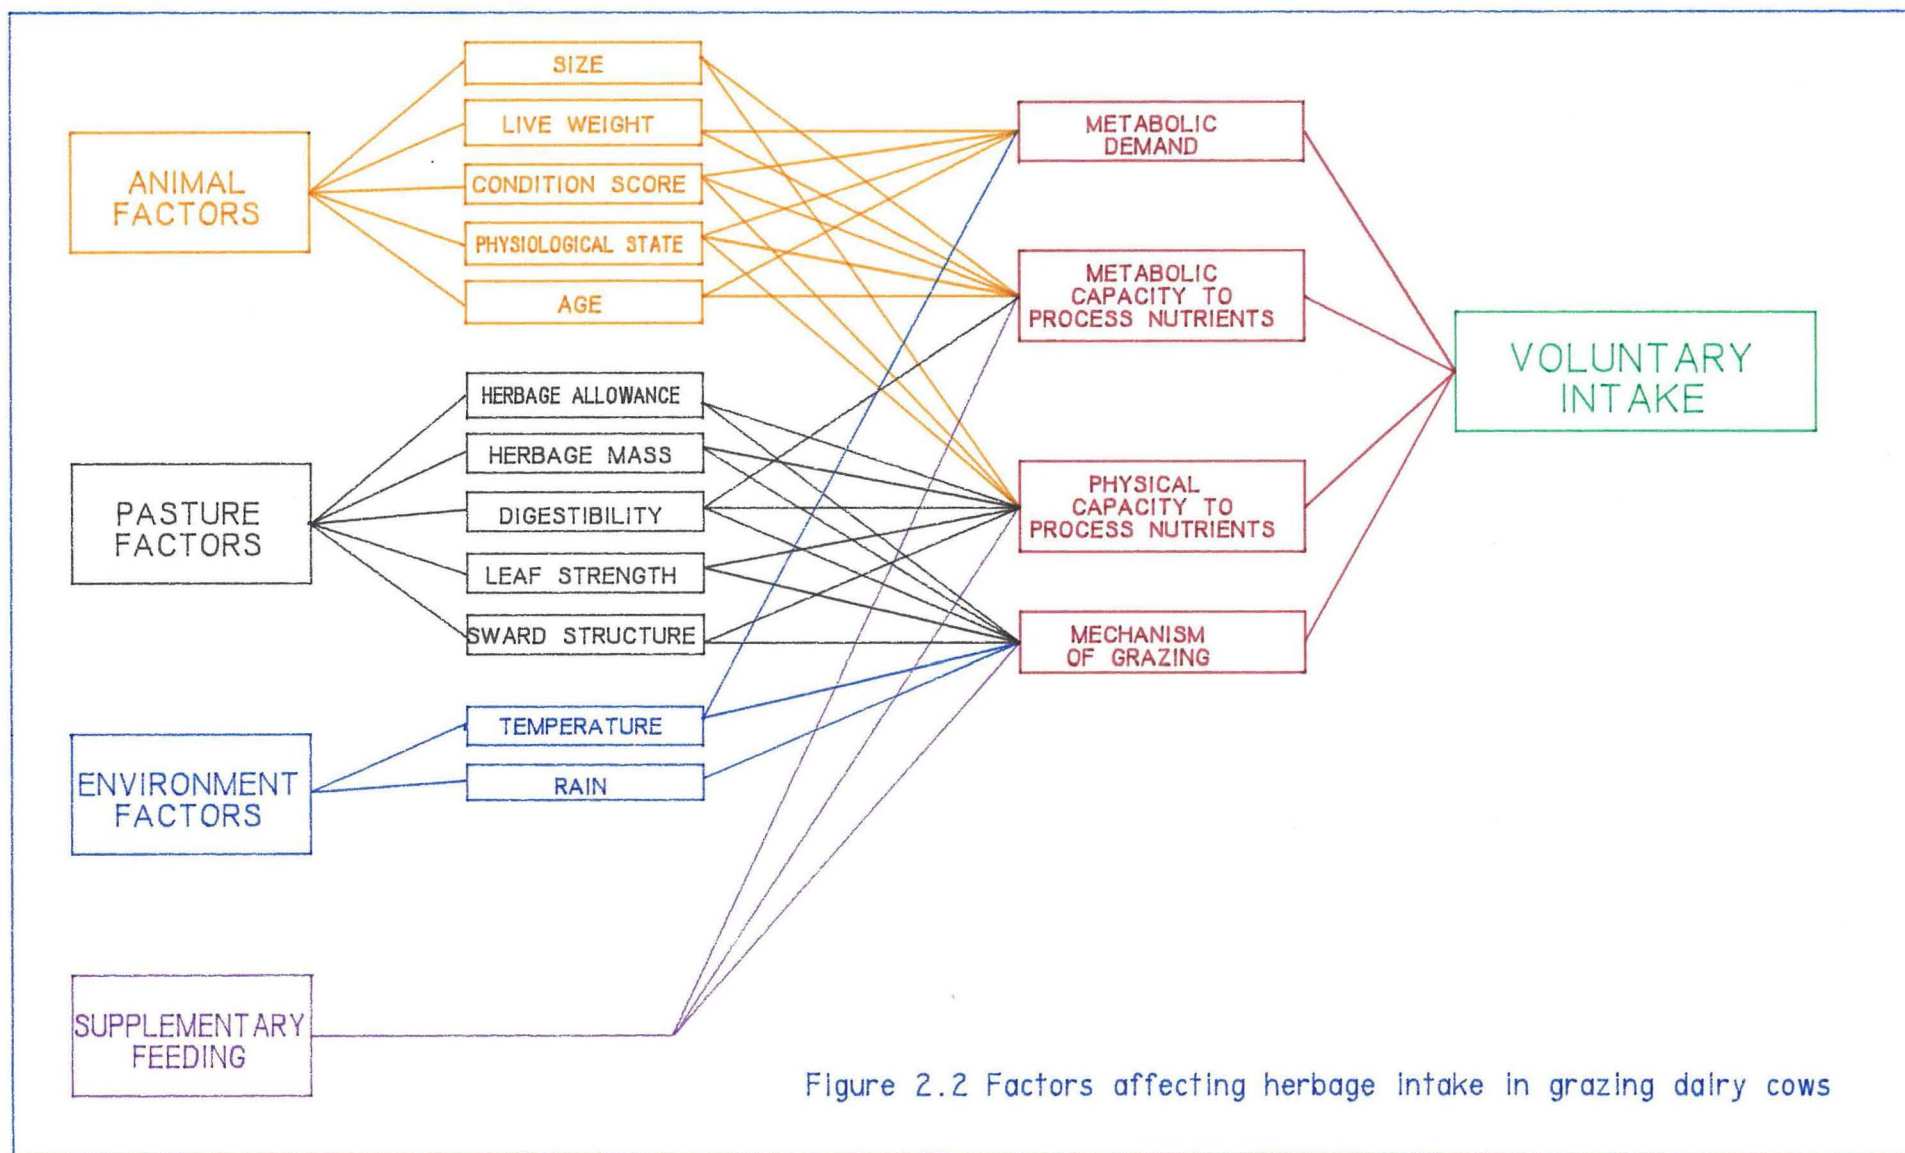 ANIMAL
FACTORS
SIZE
LIVE WEIGHT
CONDITION SCORE
PHYSIOLOGICAL STATE
AGE
PASTURE
FACTORS
HERBAGE ALLOWANCE
HERBAGE MASS
DIGESTIBILITY
LEAF STRENGTH
SWARD STRUCTURE
ENVIRONMENT
FACTORS
TEMPERATURE
RAIN
SUPPLEMENTARY
FEEDING
METABOLIC
DEMAND
METABOLIC
CAPACITY TO
PROCESS NUTRIENTS
PHYSICAL
CAPACITY TO
PROCESS NUTRIENTS
MECHANISM
OF GRAZING
VOLUNTARY
INTAKE
Figure 2.2 Factors affecting herbage intake in grazing dairy cows